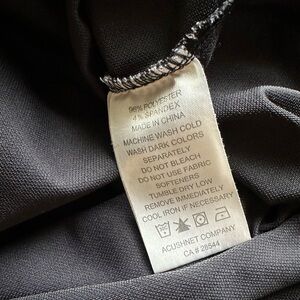 96% POLYESTER
4% SPANDEX
MADE IN CHINA
MACHINE WASH COLD
WASH DARK COLORS
SEPARATELY
DO NOT BLEACH
DO NOT USE FABRIC
SOFTENERS
TUMBLE DRY LOW
REMOVE IMMEDIATELY
COOL IRON IF NECESSARY
ACUSHNET COMPANY
CA # 28544